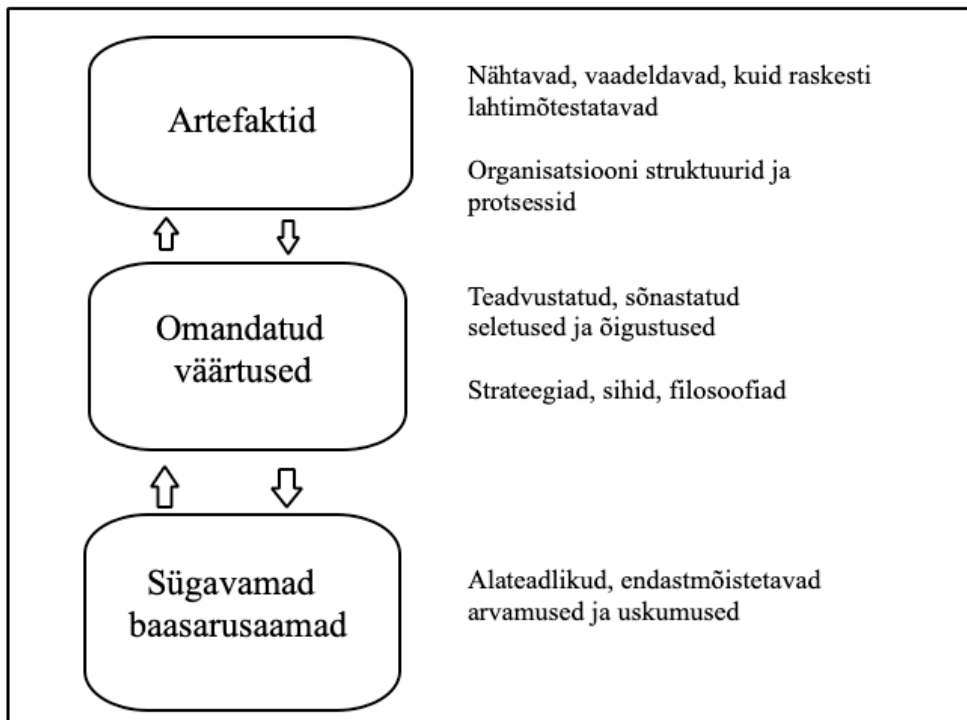 Artefaktid
Nähtavad, vaadeldavad, kuid raskesti
lahtimõtestatavad
Organisatsiooni struktuurid ja
protsessid
Omandatud
väärtused
Teadvustatud, sõnastatud
seletused ja õigustused
Strateegiad, sihid, filosoofiad
Sügavamad
baasarusaamad
Alateadlikud, endastmõistetavad
arvamused ja uskumused